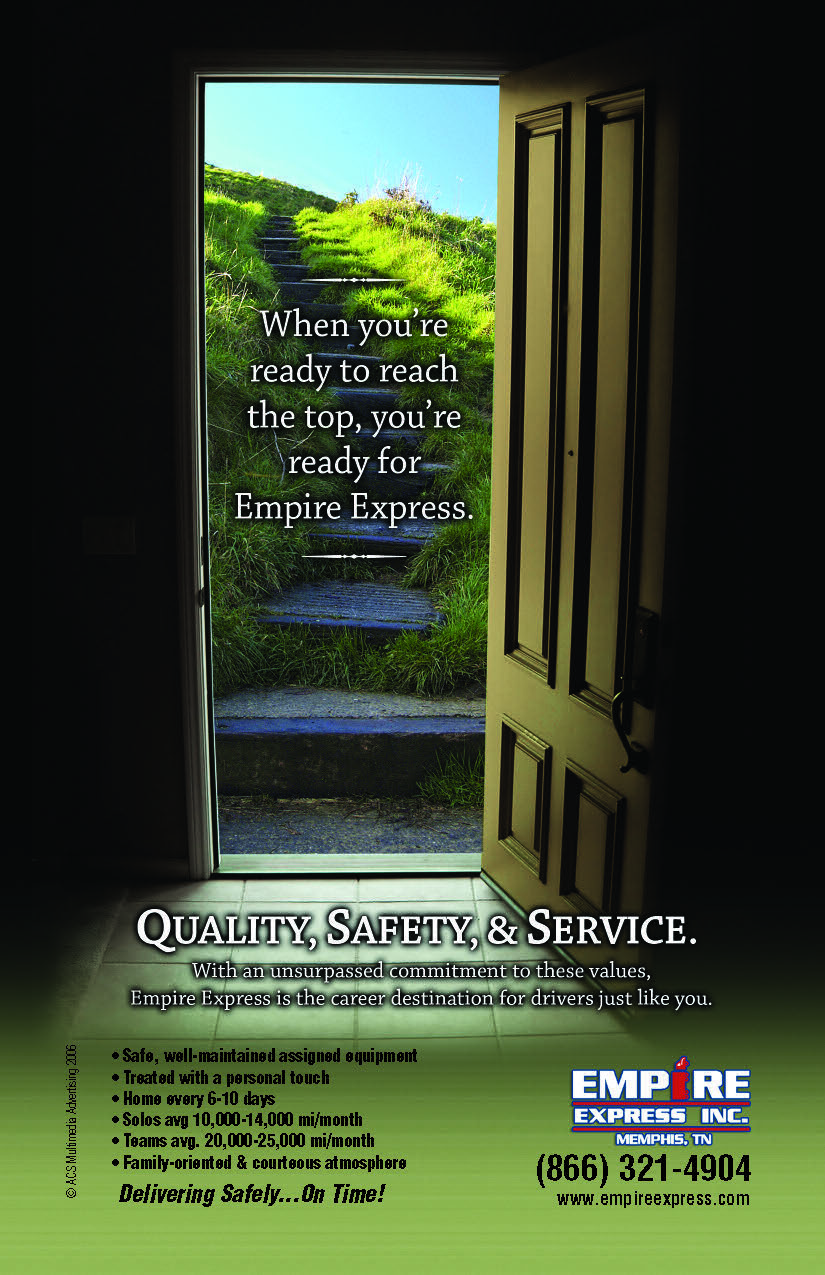 When you're
ready to reach
the top, you're
ready for
Empire Express.
QUALITY, SAFETY, & SERVICE.
With an unsurpassed commitment to these values,
Empire Express is the career destination for drivers just like you.
• Safe, well-maintained assigned equipment
• Treated with a personal touch
• Home every 6-10 days
• Solos avg 10,000-14,000 mi/month
• Teams avg. 20,000-25,000 mi/month
• Family-oriented & courteous atmosphere
Delivering Safely...On Time!
EMPIRE
EXPRESS INC.
MEMPHIS, TN
(866) 321-4904
www.empireexpress.com
© ACS Multimedia Advertising 2006